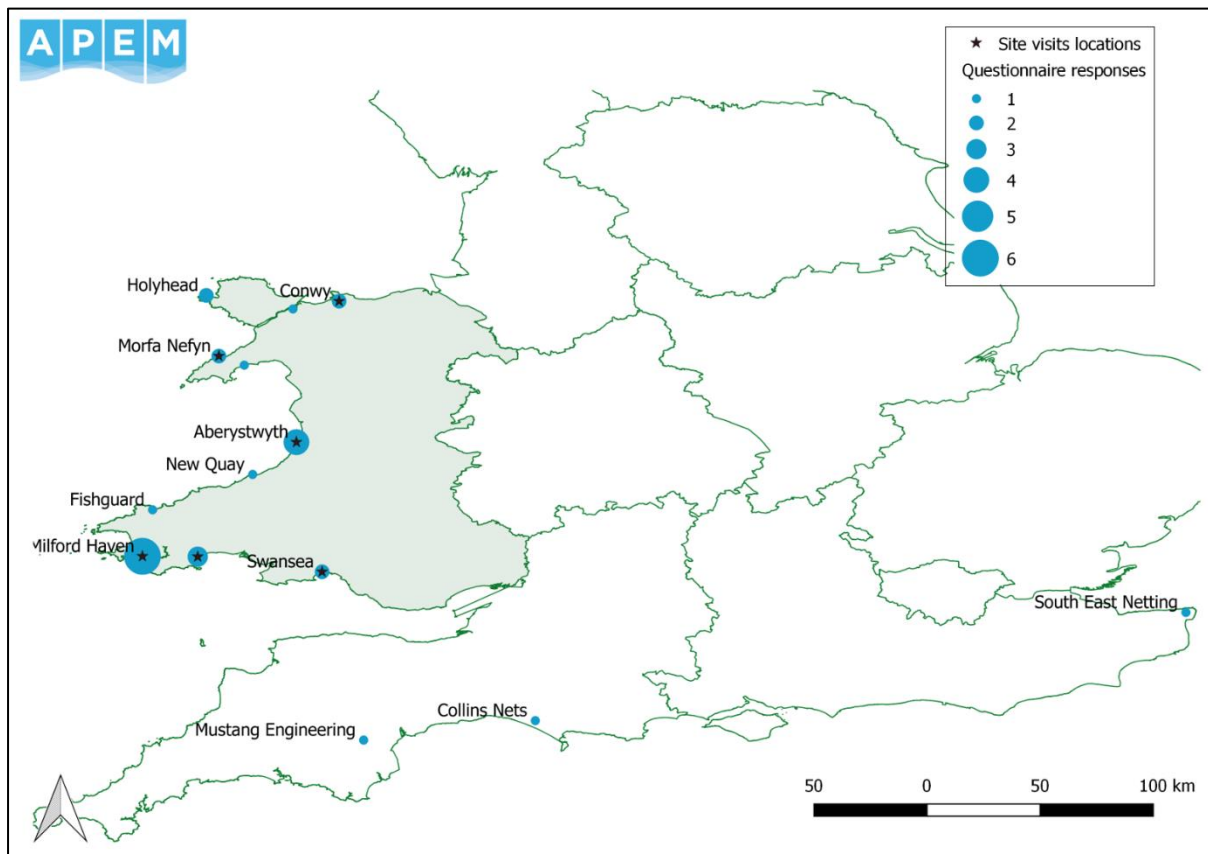 APEM
Site visits locations
Questionnaire responses
1
2
3
4
5
6
Holyhead
Conwy
Morfa Nefyn
Aberystwyth
New Quay
Fishguard
Milford Haven
Swansea
South East Netting
Collins Nets
Mustang Engineering
50 0 50 100 km